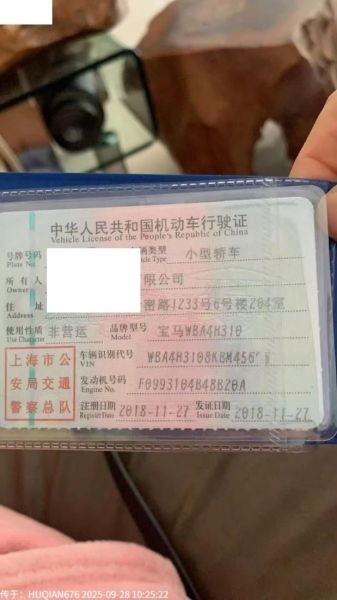 中华人民共和国机动车行驶证
Vehicle License of the People's Republic of China
号牌号码 辆类型 小型轿车
Plate No. Vehicle Type
所有人 限公司
Owner
住址 密路1233号6号楼204室
Address
使用性质 非营运 品牌型号 宝马WBA4H310
Use Character Model
上海市公 车辆识别代号 WBA4H3108KBM456
安局交通 VIN
警察总队 发动机号码 F0993104B48B20A
Engine No.
注册日期 2018-11-27 发证日期 2018-11-27
Register Date Issue Date
传于：HUQIAN676 2025-09-28 10:25:22